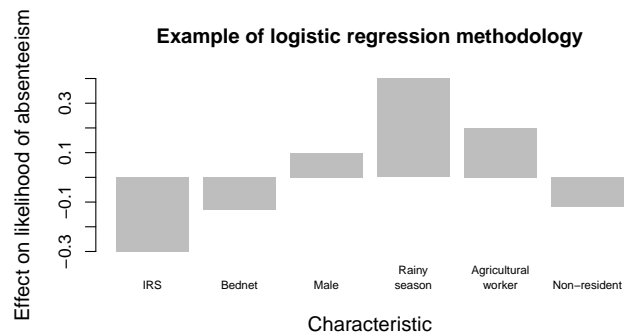 Example of logistic regression methodology
Effect on likelihood of absenteeism
0.3
0.1
−0.1
−0.3
IRS
Bednet
Male
Rainy
season
Agricultural
worker
Non−resident
Characteristic